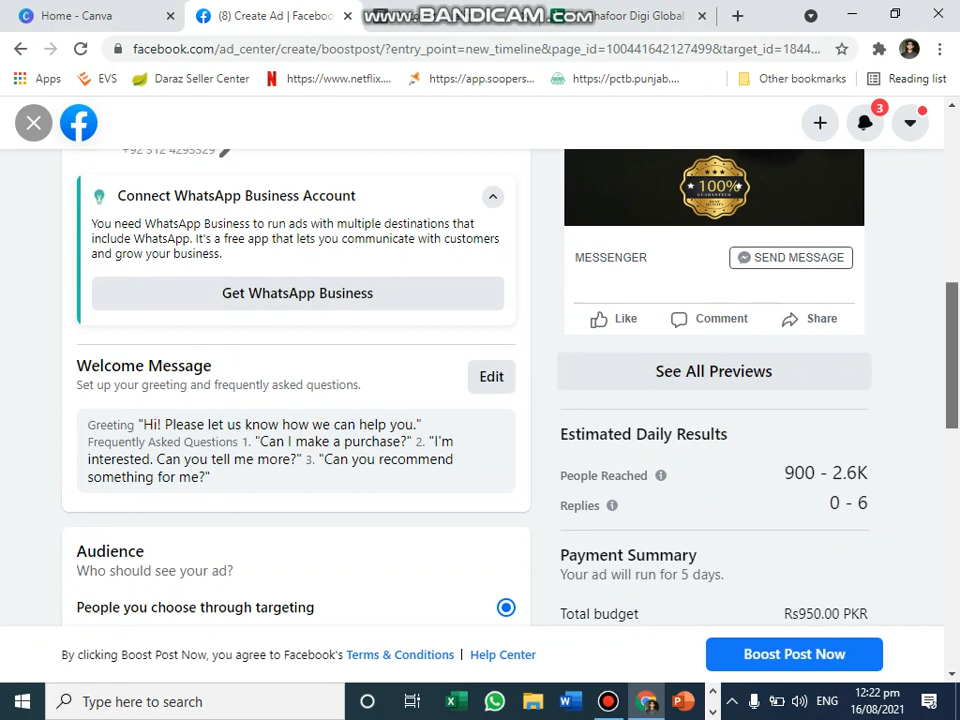 Home - Canva
(8) Create Ad | Faceboo
WWW.BANDICAM.COM
hafoor Digi Global
facebook.com/ad_center/create/boostpost/?entry_point=new_timeline&page_id=100441642127499&target_id=1844...
Apps
EVS
Daraz Seller Center
https://www.netflix...
https://app.soopers...
https://pctb.punjab....
Other bookmarks
Reading list
3
+92 312 4293329
Connect WhatsApp Business Account
You need WhatsApp Business to run ads with multiple destinations that
include WhatsApp. It's a free app that lets you communicate with customers
and grow your business.
Get WhatsApp Business
Welcome Message
Set up your greeting and frequently asked questions.
Edit
Greeting "Hi! Please let us know how we can help you."
Frequently Asked Questions 1. "Can I make a purchase?" 2. "I'm
interested. Can you tell me more?" 3. "Can you recommend
something for me?"
Audience
Who should see your ad?
People you choose through targeting
100%
MESSENGER
SEND MESSAGE
Like
Comment
Share
See All Previews
Estimated Daily Results
People Reached
900 - 2.6K
Replies
0 - 6
Payment Summary
Your ad will run for 5 days.
Total budget
Rs950.00 PKR
By clicking Boost Post Now, you agree to Facebook's Terms & Conditions | Help Center
Boost Post Now
Type here to search
ENG
12:22 pm
16/08/2021